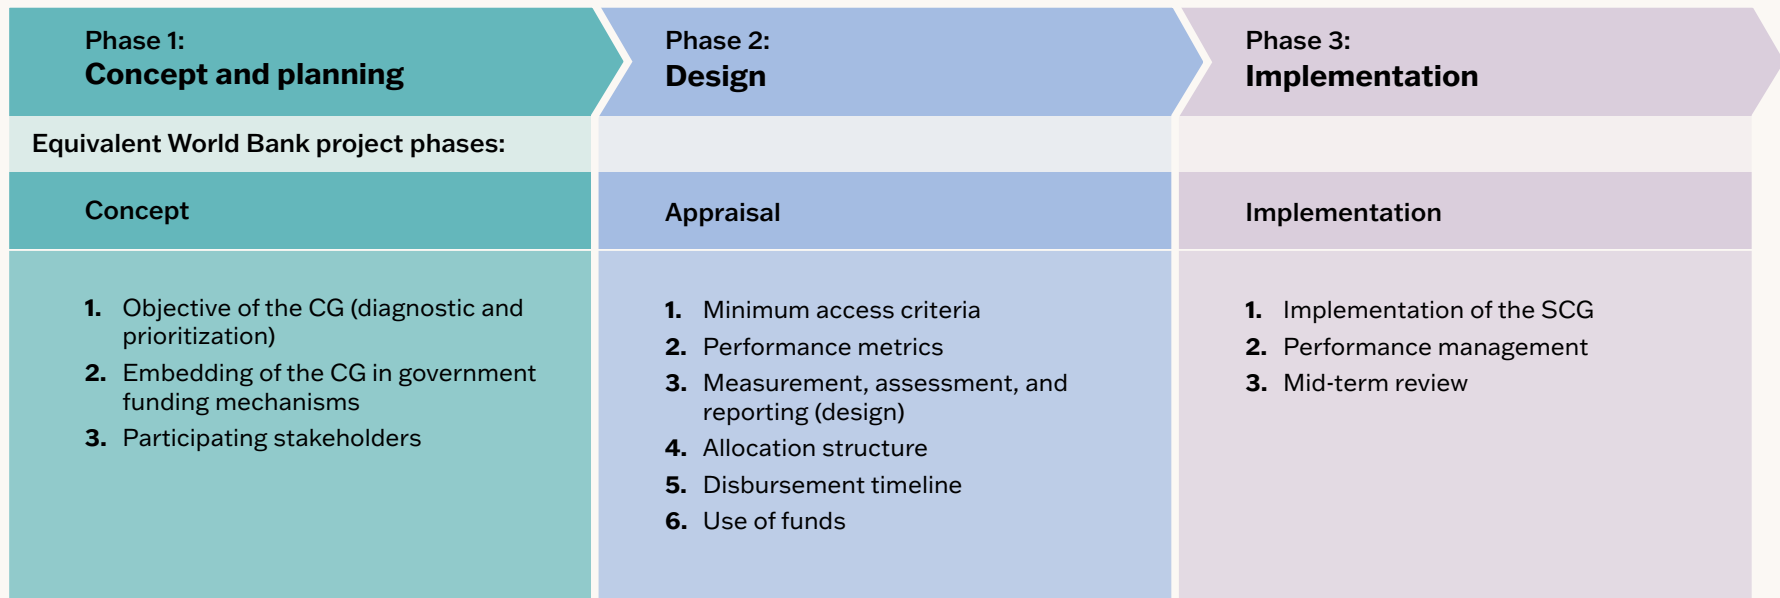 Phase 1:
Concept and planning
Phase 2:
Design
Phase 3:
Implementation
Equivalent World Bank project phases:
Concept
Appraisal
Implementation
1. Objective of the CG (diagnostic and
prioritization)
2. Embedding of the CG in government
funding mechanisms
3. Participating stakeholders
1. Minimum access criteria
2. Performance metrics
3. Measurement, assessment, and
reporting (design)
4. Allocation structure
5. Disbursement timeline
6. Use of funds
1. Implementation of the SCG
2. Performance management
3. Mid-term review